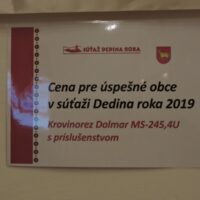 SÚŤAŽ DEDINA ROKA
Cena pre úspešné obce
v súťaži Dedina roka 2019
Krovinorez Dolmar MS-245,4U
s príslušenstvom